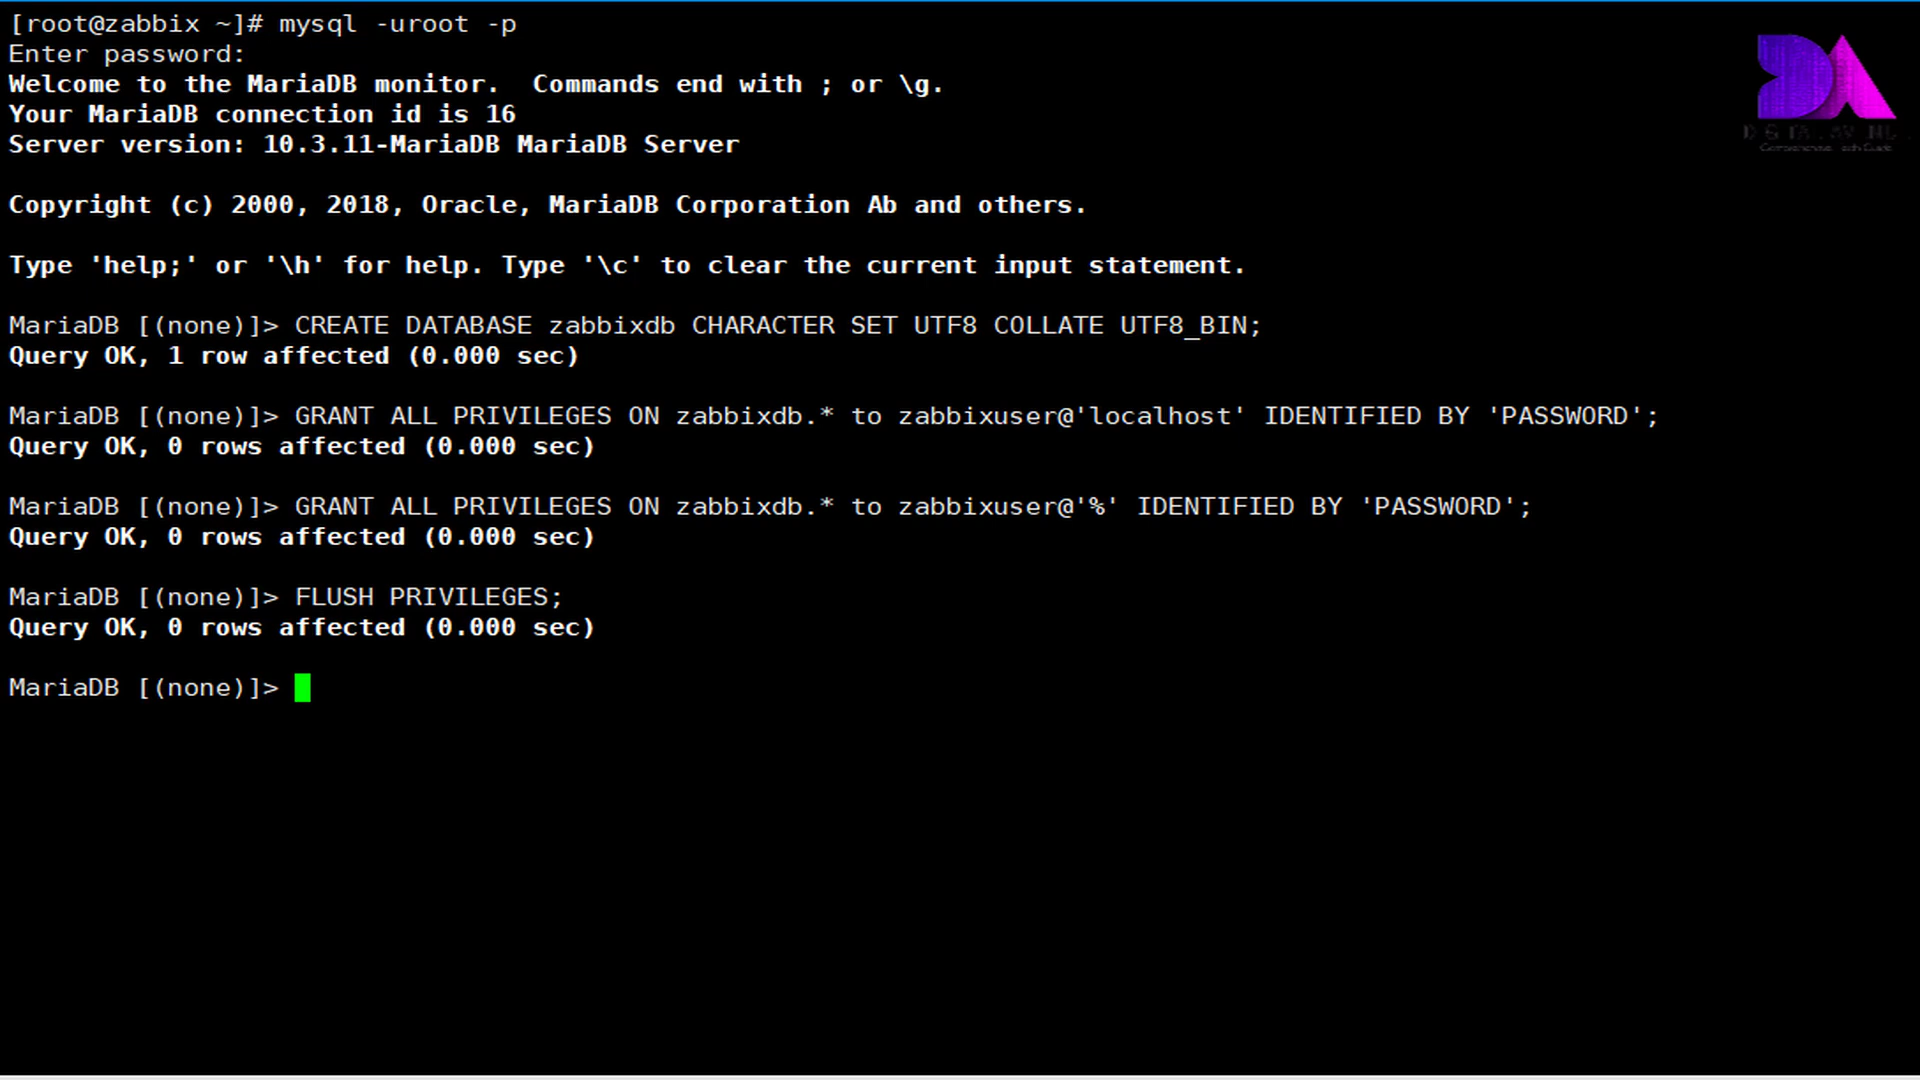 [root@zabbix ~]# mysql -uroot -p
Enter password:
Welcome to the MariaDB monitor.  Commands end with ; or \g.
Your MariaDB connection id is 16
Server version: 10.3.11-MariaDB MariaDB Server
Copyright (c) 2000, 2018, Oracle, MariaDB Corporation Ab and others.
Type 'help;' or '\h' for help. Type '\c' to clear the current input statement.
MariaDB [(none)]> CREATE DATABASE zabbixdb CHARACTER SET UTF8 COLLATE UTF8_BIN;
Query OK, 1 row affected (0.000 sec)
MariaDB [(none)]> GRANT ALL PRIVILEGES ON zabbixdb.* to zabbixuser@'localhost' IDENTIFIED BY 'PASSWORD';
Query OK, 0 rows affected (0.000 sec)
MariaDB [(none)]> GRANT ALL PRIVILEGES ON zabbixdb.* to zabbixuser@'%' IDENTIFIED BY 'PASSWORD';
Query OK, 0 rows affected (0.000 sec)
MariaDB [(none)]> FLUSH PRIVILEGES;
Query OK, 0 rows affected (0.000 sec)
MariaDB [(none)]>
DA